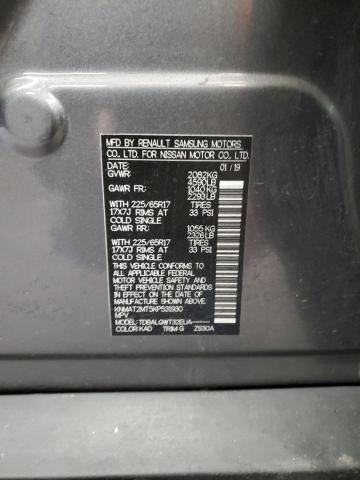 MFD BY RENAULT SAMSUNG MOTORS
CO., LTD. FOR NISSAN MOTOR CO., LTD.
DATE: 01/19
GVWR: 2082KG
4590LB
GAWR FR: 1040KG
2293LB
WITH 225/65R17 TIRES
17X7J RIMS AT 33 PSI
COLD SINGLE
GAWR RR: 1055KG
2326LB
WITH 225/65R17 TIRES
17X7J RIMS AT 33 PSI
COLD SINGLE
THIS VEHICLE CONFORMS TO ALL
APPLICABLE FEDERAL
MOTOR VEHICLE SAFETY
AND THEFT PREVENTION
STANDARDS IN EFFECT
ON THE DATE OF
MANUFACTURE SHOWN ABOVE.
KNMAT2MT5KP531930
MPV
MODEL: TDBALGWT32EUA
COLOR: KAD TRIM: G